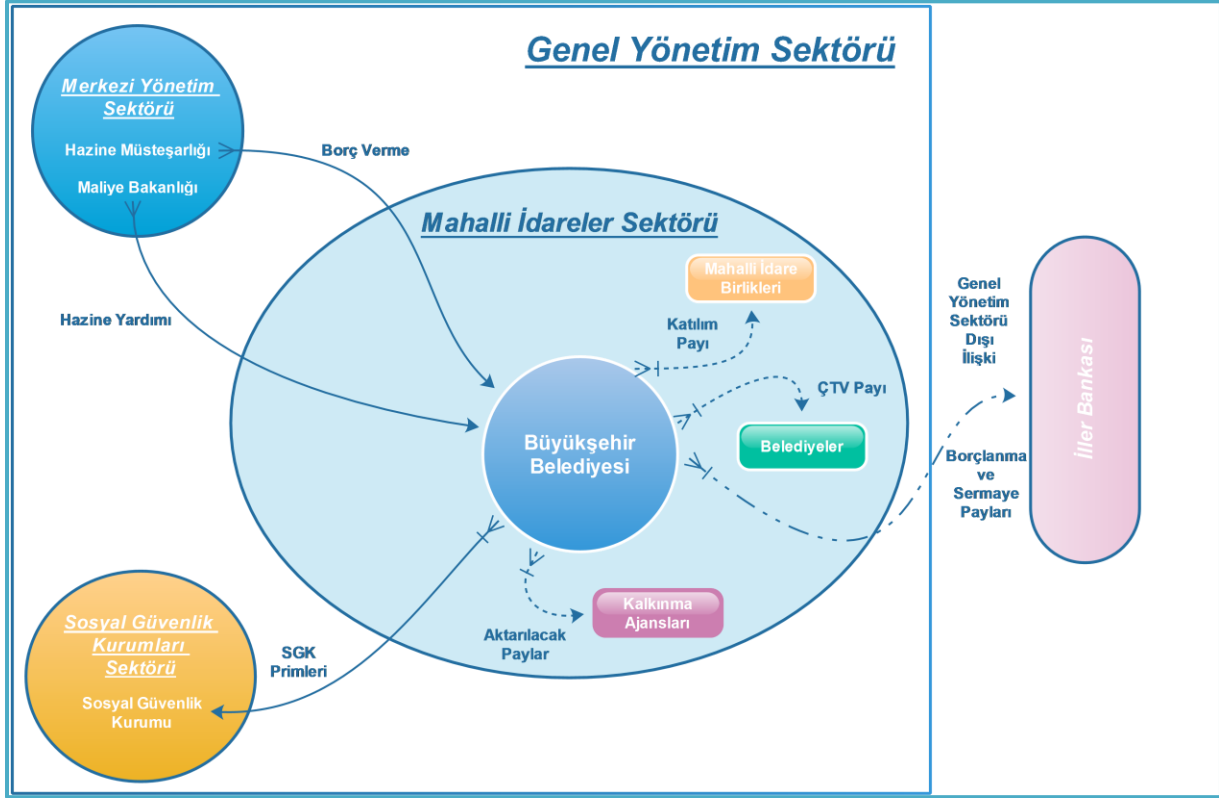 Genel Yönetim Sektörü
Merkezi Yönetim
Sektörü
Hazine Müsteşarlığı
Maliye Bakanlığı
Borç Verme
Hazine Yardımı
Mahalli İdareler Sektörü
Mahalli İdare
Birlikleri
Katılım
Payı
ÇTV Payı
Belediyeler
Büyükşehir
Belediyesi
Kalkınma
Ajansları
Aktarılacak
Paylar
SGK
Primleri
Sosyal Güvenlik
Kurumları
Sektörü
Sosyal Güvenlik
Kurumu
Genel
Yönetim
Sektörü
Dışı
İlişki
Borçlanma
ve
Sermaye
Payları
İller Bankası